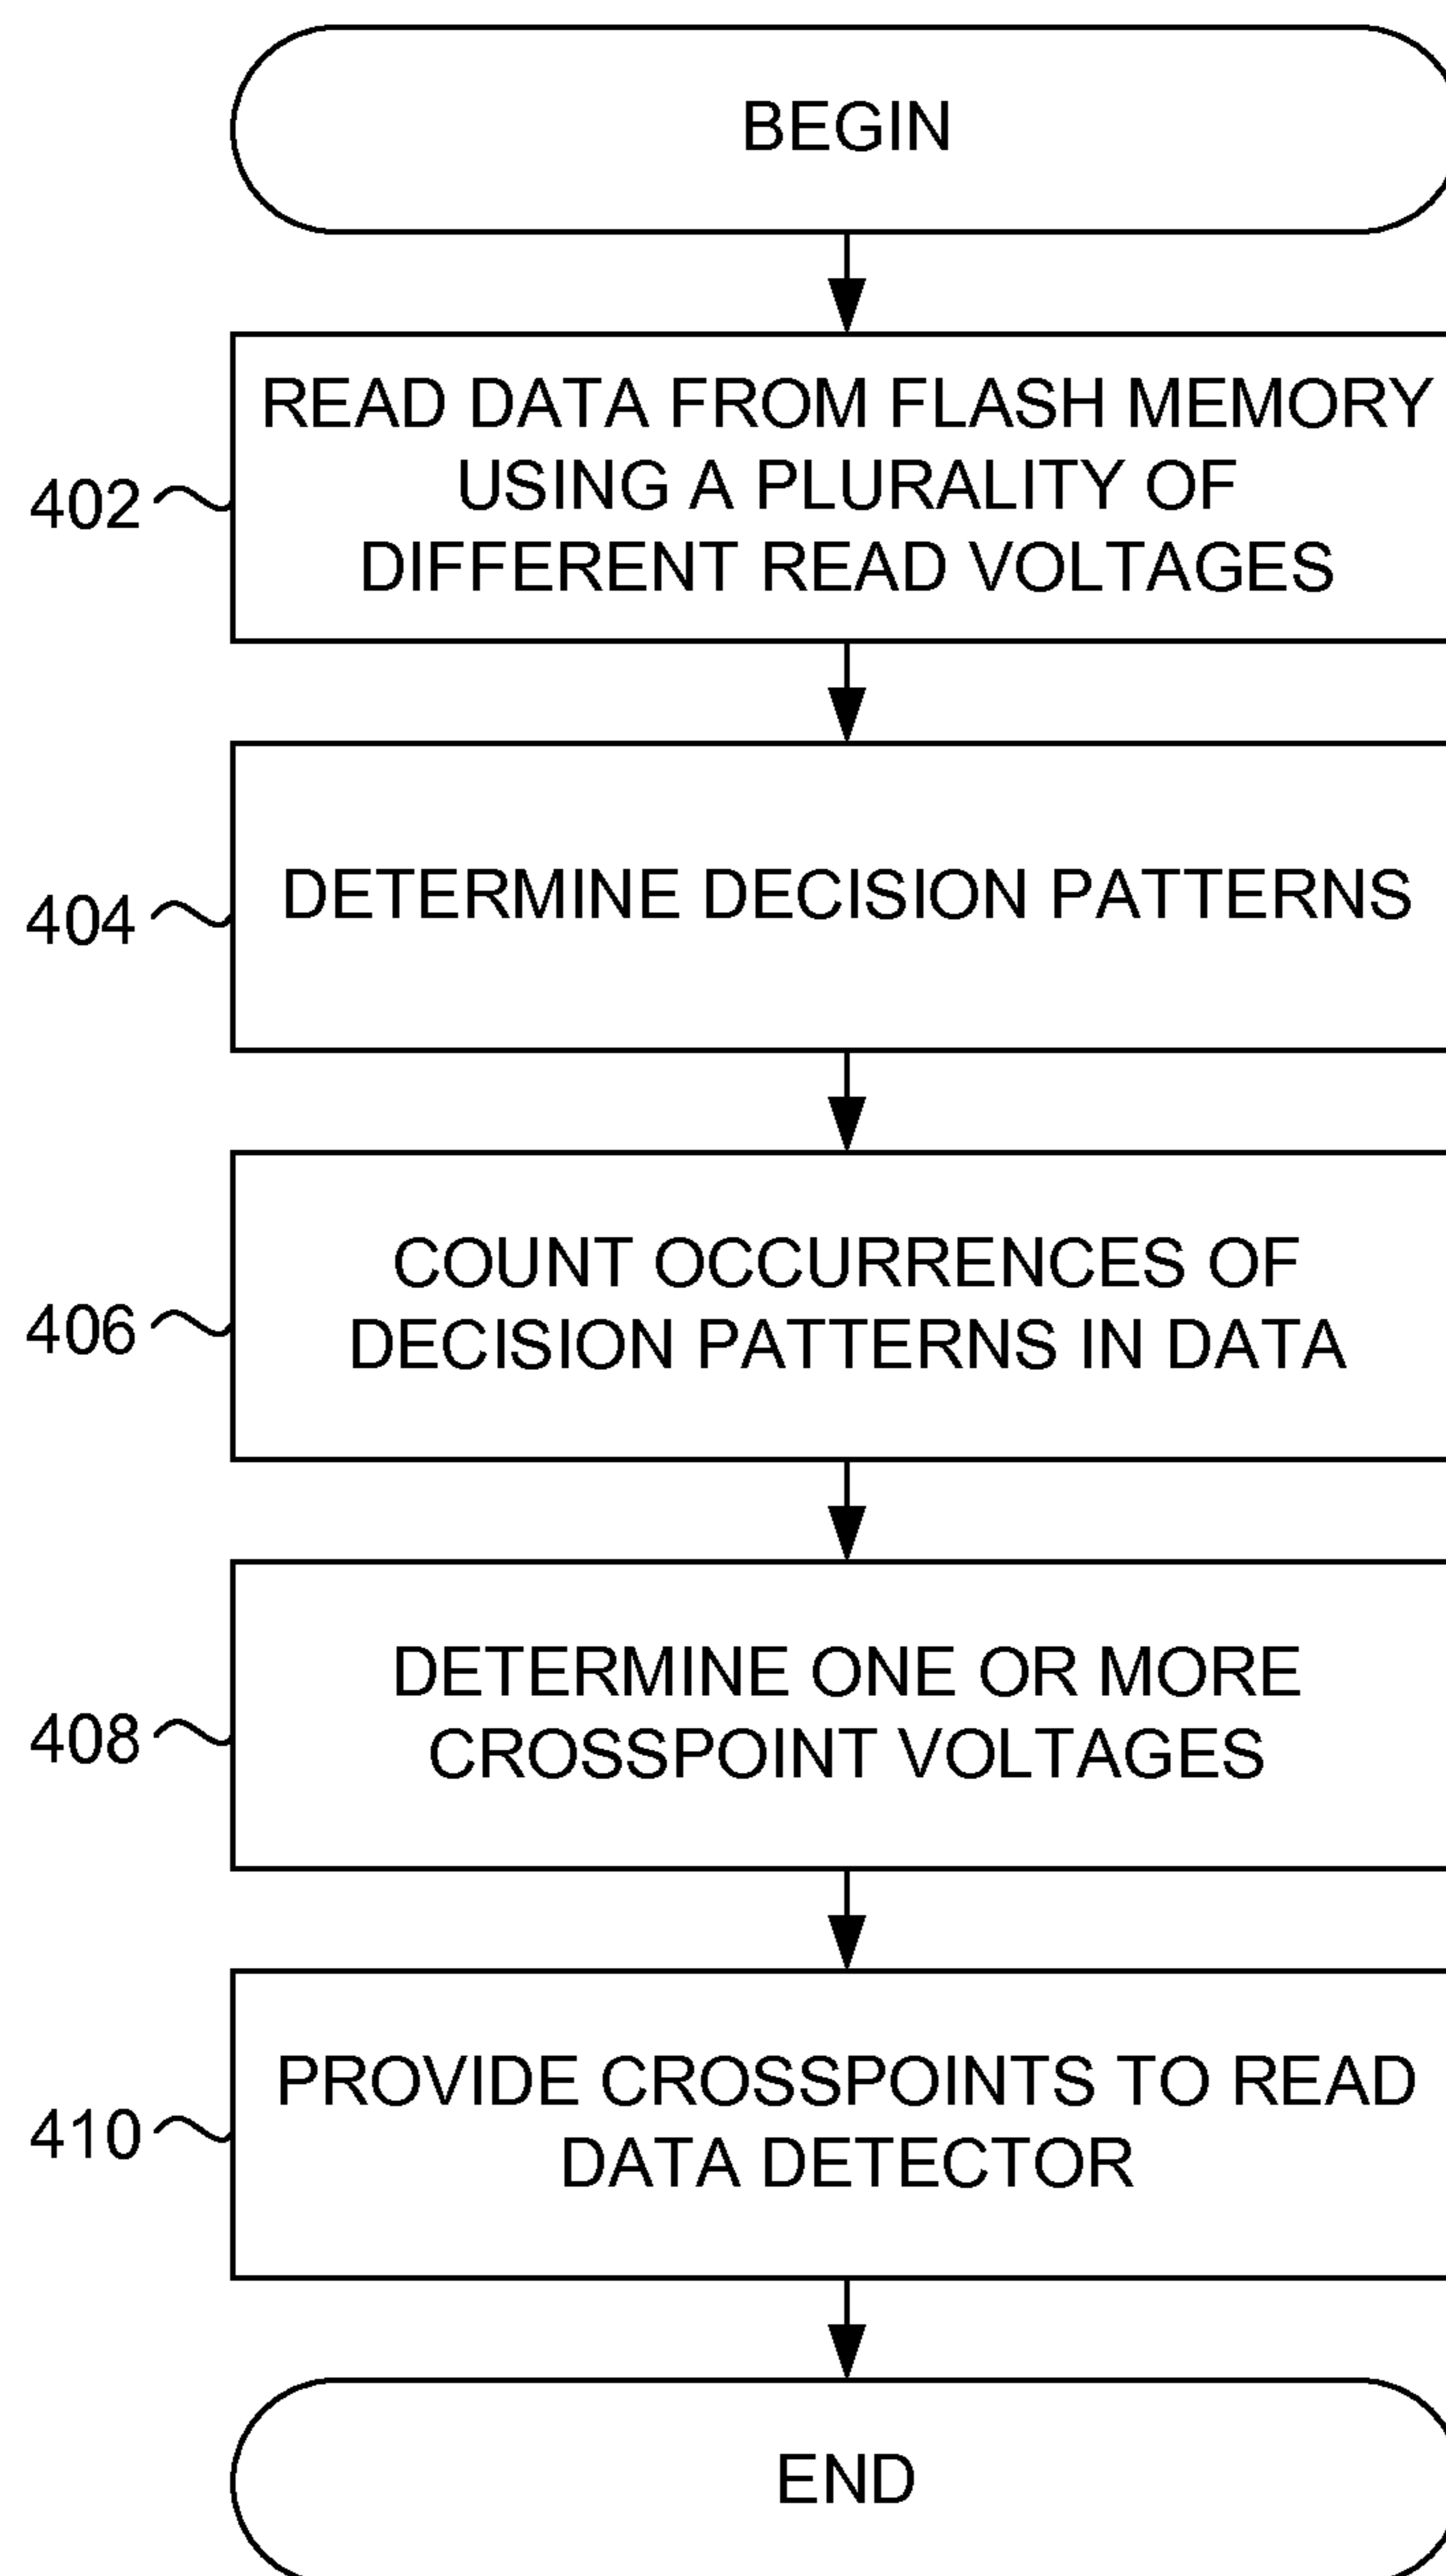 BEGIN
READ DATA FROM FLASH MEMORY
USING A PLURALITY OF
DIFFERENT READ VOLTAGES
402
DETERMINE DECISION PATTERNS
404
COUNT OCCURRENCES OF
DECISION PATTERNS IN DATA
406
DETERMINE ONE OR MORE
CROSSPOINT VOLTAGES
408
PROVIDE CROSSPOINTS TO READ
DATA DETECTOR
410
END